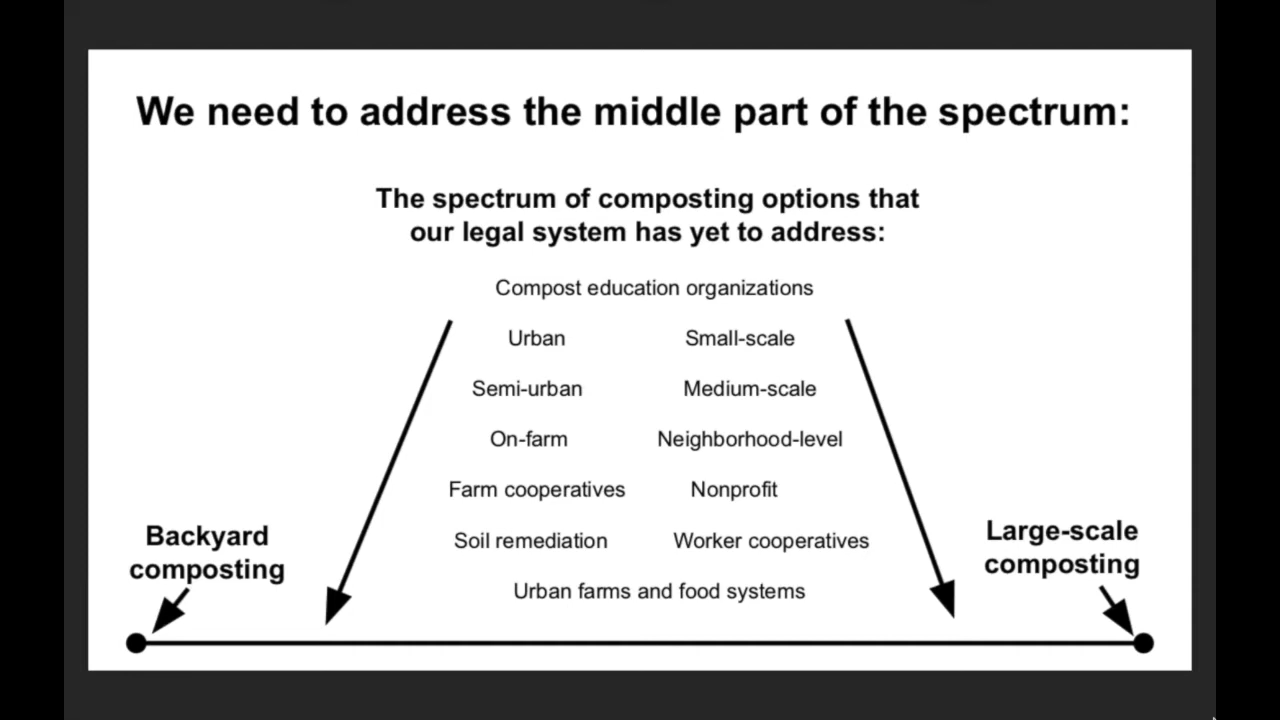 We need to address the middle part of the spectrum:
The spectrum of composting options that
our legal system has yet to address:
Compost education organizations
Urban Small-scale
Semi-urban Medium-scale
On-farm Neighborhood-level
Farm cooperatives Nonprofit
Soil remediation Worker cooperatives
Urban farms and food systems
Backyard
composting
Large-scale
composting